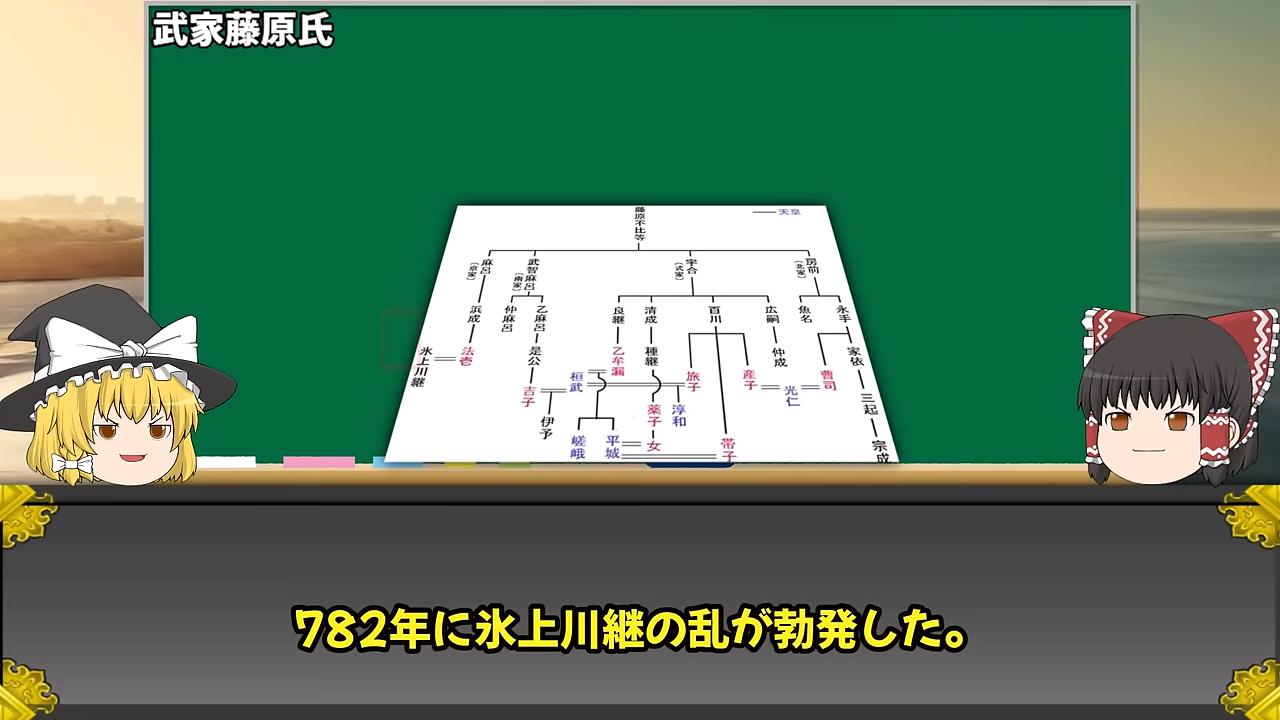 武家藤原氏
天皇
藤原不比等
麻呂
(京家)
武智麻呂
(南家)
宇合
(式家)
房前
(北家)
浜成
仲麻呂
乙麻呂
良継
清成
百川
広嗣
魚名
永手
氷上川継
法壱
是公
乙牟漏
種継
仲成
家依
吉子
桓武
旅子
産子
光仁
曹司
三起
伊予
薬子
淳和
嵯峨
平城
女
帯子
宗成
782年に氷上川継の乱が勃発した。